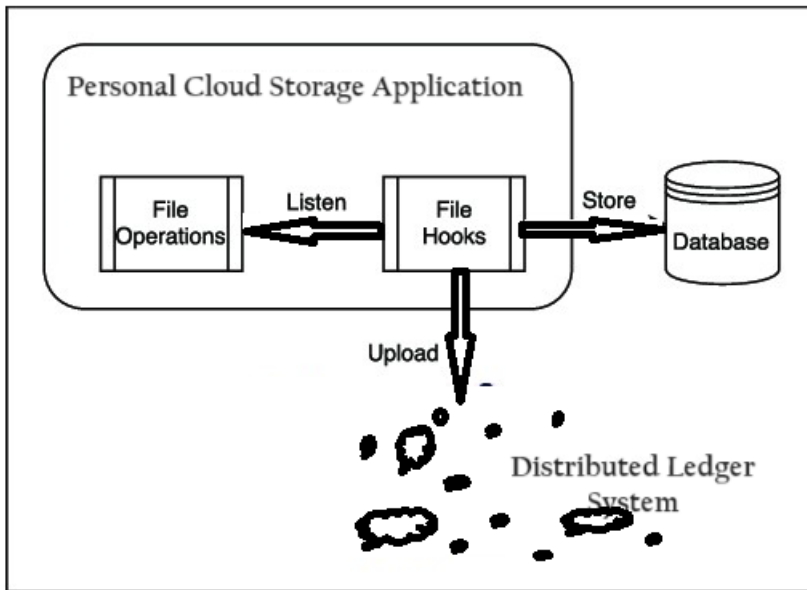 Personal Cloud Storage Application
File
Operations
Listen
File
Hooks
Store
Database
Upload
Distributed Ledger
System